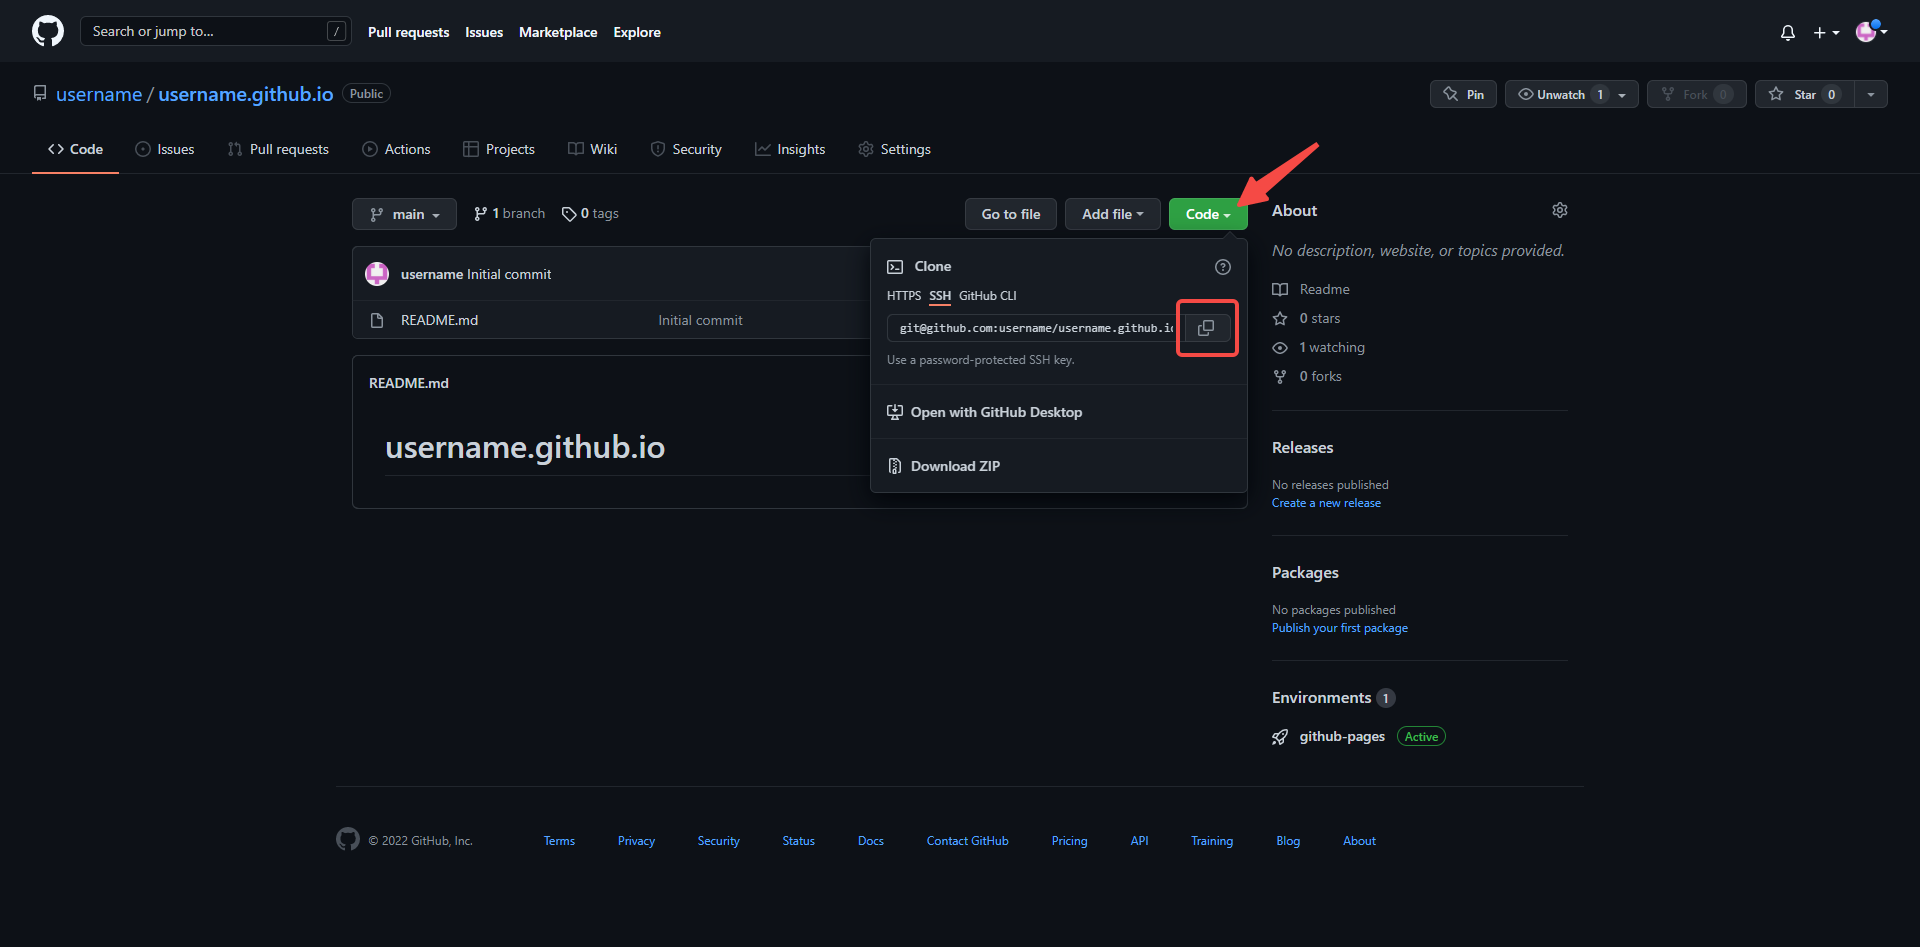 Search or jump to... /
Pull requests Issues Marketplace Explore
username / username.github.io Public
Pin
Unwatch 1
Fork 0
Star 0
Code Issues Pull requests Actions Projects Wiki Security Insights Settings
main 1 branch 0 tags
Go to file Add file Code
username Initial commit
README.md Initial commit
README.md
username.github.io
Clone
HTTPS SSH GitHub CLI
git@github.com:username/username.github.io
Use a password-protected SSH key.
Open with GitHub Desktop
Download ZIP
About
No description, website, or topics provided.
Readme
0 stars
1 watching
0 forks
Releases
No releases published
Create a new release
Packages
No packages published
Publish your first package
Environments 1
github-pages Active
© 2022 GitHub, Inc. Terms Privacy Security Status Docs Contact GitHub Pricing API Training Blog About